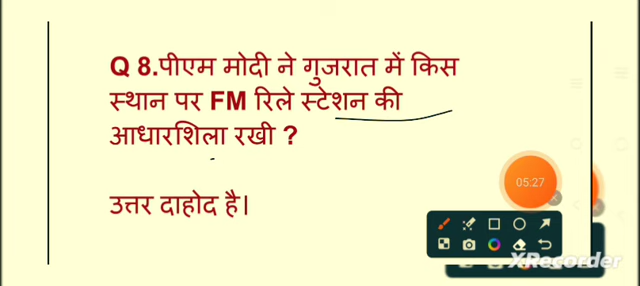 Q 8.पीएम मोदी ने गुजरात में किस
स्थान पर FM रिले स्टेशन की
आधारशिला रखी ?
उत्तर दाहोद है।
05:27
XRecorder